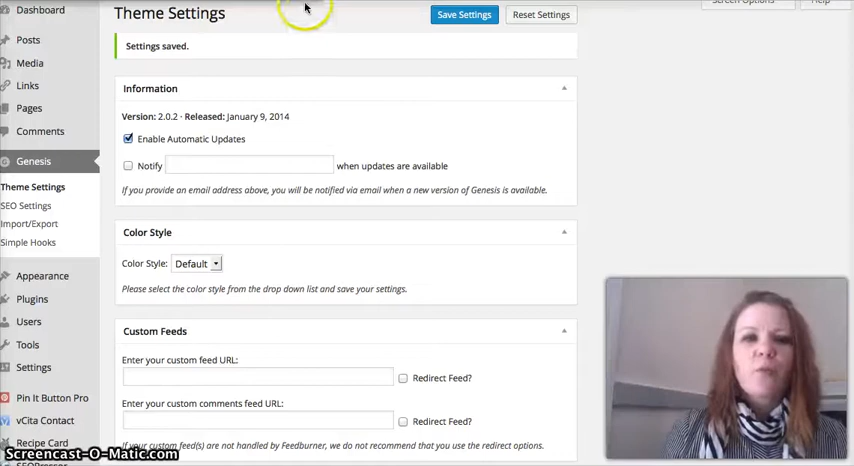 Dashboard
Posts
Media
Links
Pages
Comments
Genesis
Theme Settings
SEO Settings
Import/Export
Simple Hooks
Appearance
Plugins
Users
Tools
Settings
Pin It Button Pro
vCita Contact
Recipe Card
SEOPressor
Screen Options
Help
Theme Settings
Save Settings
Reset Settings
Settings saved.
Information
Version: 2.0.2 · Released: January 9, 2014
Enable Automatic Updates
Notify when updates are available
If you provide an email address above, you will be notified via email when a new version of Genesis is available.
Color Style
Color Style: Default
Please select the color style from the drop down list and save your settings.
Custom Feeds
Enter your custom feed URL:
Redirect Feed?
Enter your custom comments feed URL:
Redirect Feed?
If your custom feed(s) are not handled by Feedburner, we do not recommend that you use the redirect options.
Screencast-O-Matic.com